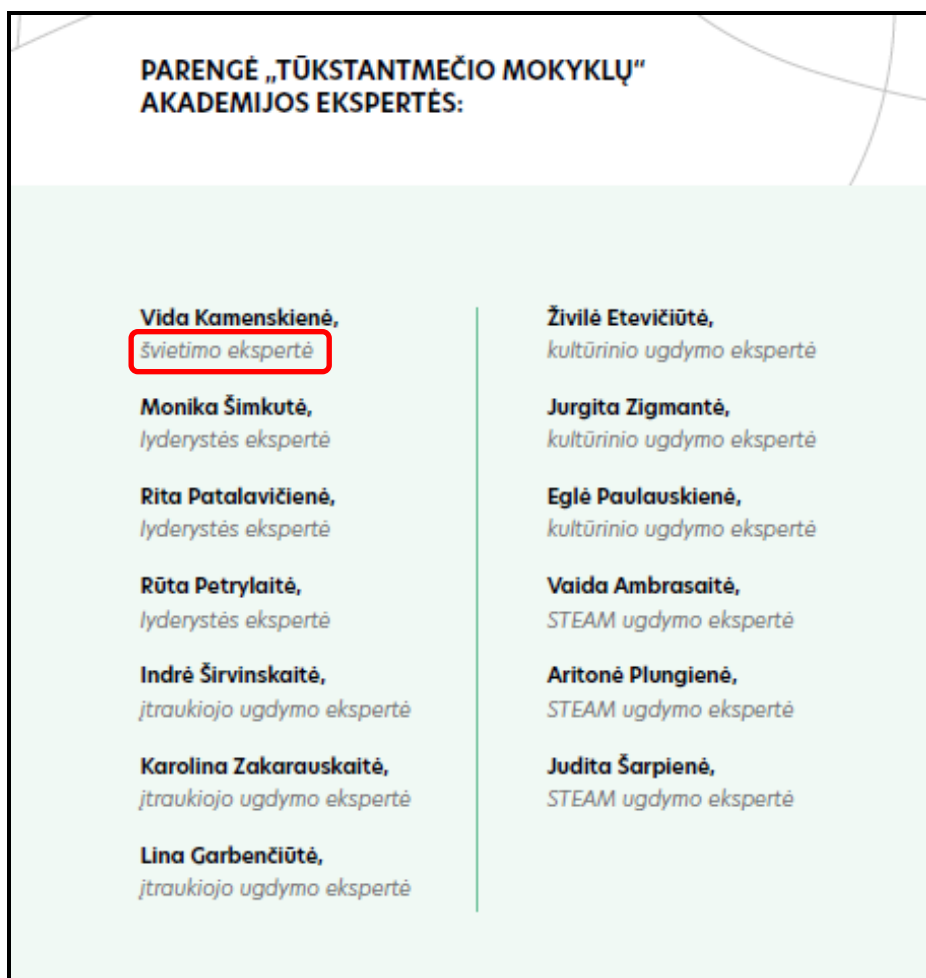 PARENGĖ „TŪKSTANTMEČIO MOKYKLŲ“
AKADEMIJOS EKSPERTĖS:
Vida Kamenskienė,
švietimo ekspertė
Monika Šimkutė,
lyderystės ekspertė
Rita Patalavičienė,
lyderystės ekspertė
Rūta Petrylaitė,
lyderystės ekspertė
Indrė Širvinskaitė,
įtraukiojo ugdymo ekspertė
Karolina Zakarauskaitė,
įtraukiojo ugdymo ekspertė
Lina Garbenčiūtė,
įtraukiojo ugdymo ekspertė
Živilė Etevičiūtė,
kultūrinio ugdymo ekspertė
Jurgita Zigmantė,
kultūrinio ugdymo ekspertė
Eglė Paulauskienė,
kultūrinio ugdymo ekspertė
Vaida Ambrasaitė,
STEAM ugdymo ekspertė
Aritonė Plungienė,
STEAM ugdymo ekspertė
Judita Šarpienė,
STEAM ugdymo ekspertė